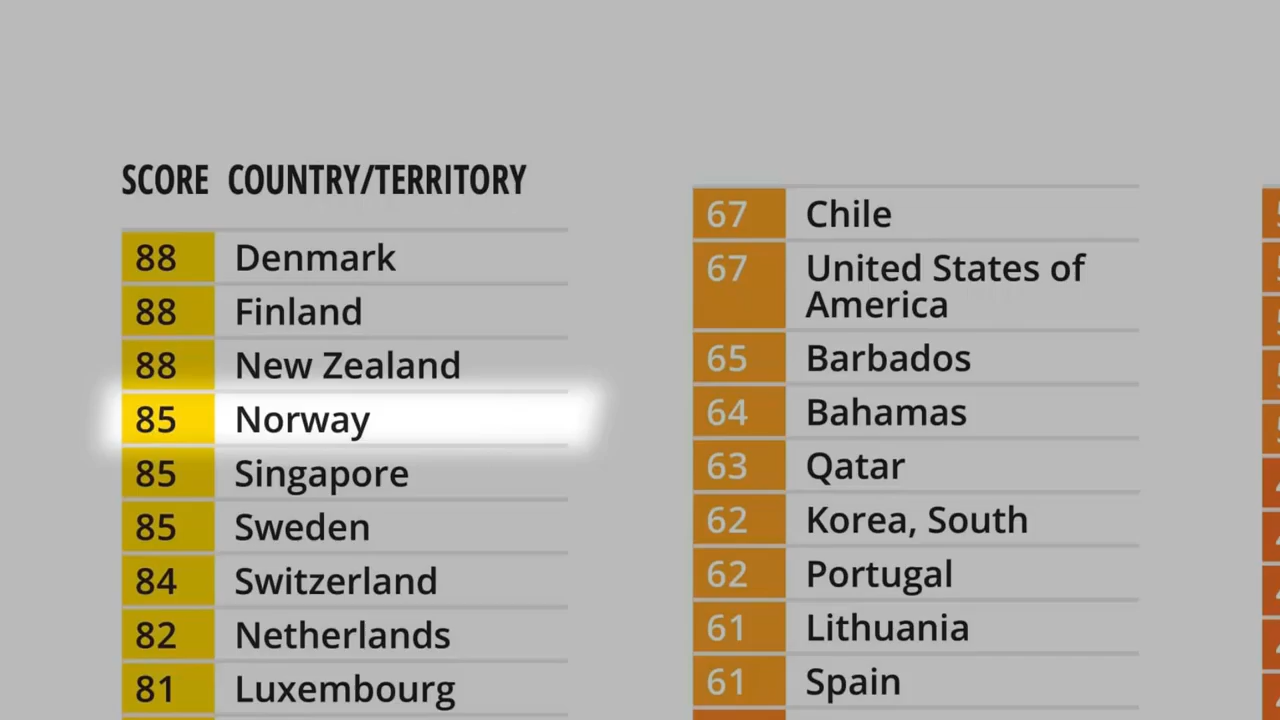 SCORE COUNTRY/TERRITORY
88 Denmark
88 Finland
88 New Zealand
85 Norway
85 Singapore
85 Sweden
84 Switzerland
82 Netherlands
81 Luxembourg
67 Chile
67 United States of
America
65 Barbados
64 Bahamas
63 Qatar
62 Korea, South
62 Portugal
61 Lithuania
61 Spain